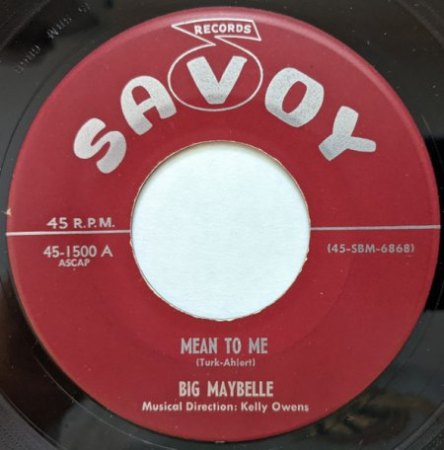 RECORDS
SAVOY
45 R.P.M.
45-1500 A
ASCAP
(45-SBM-6868)
MEAN TO ME
(Turk-Ahlert)
BIG MAYBELLE
Musical Direction: Kelly Owens